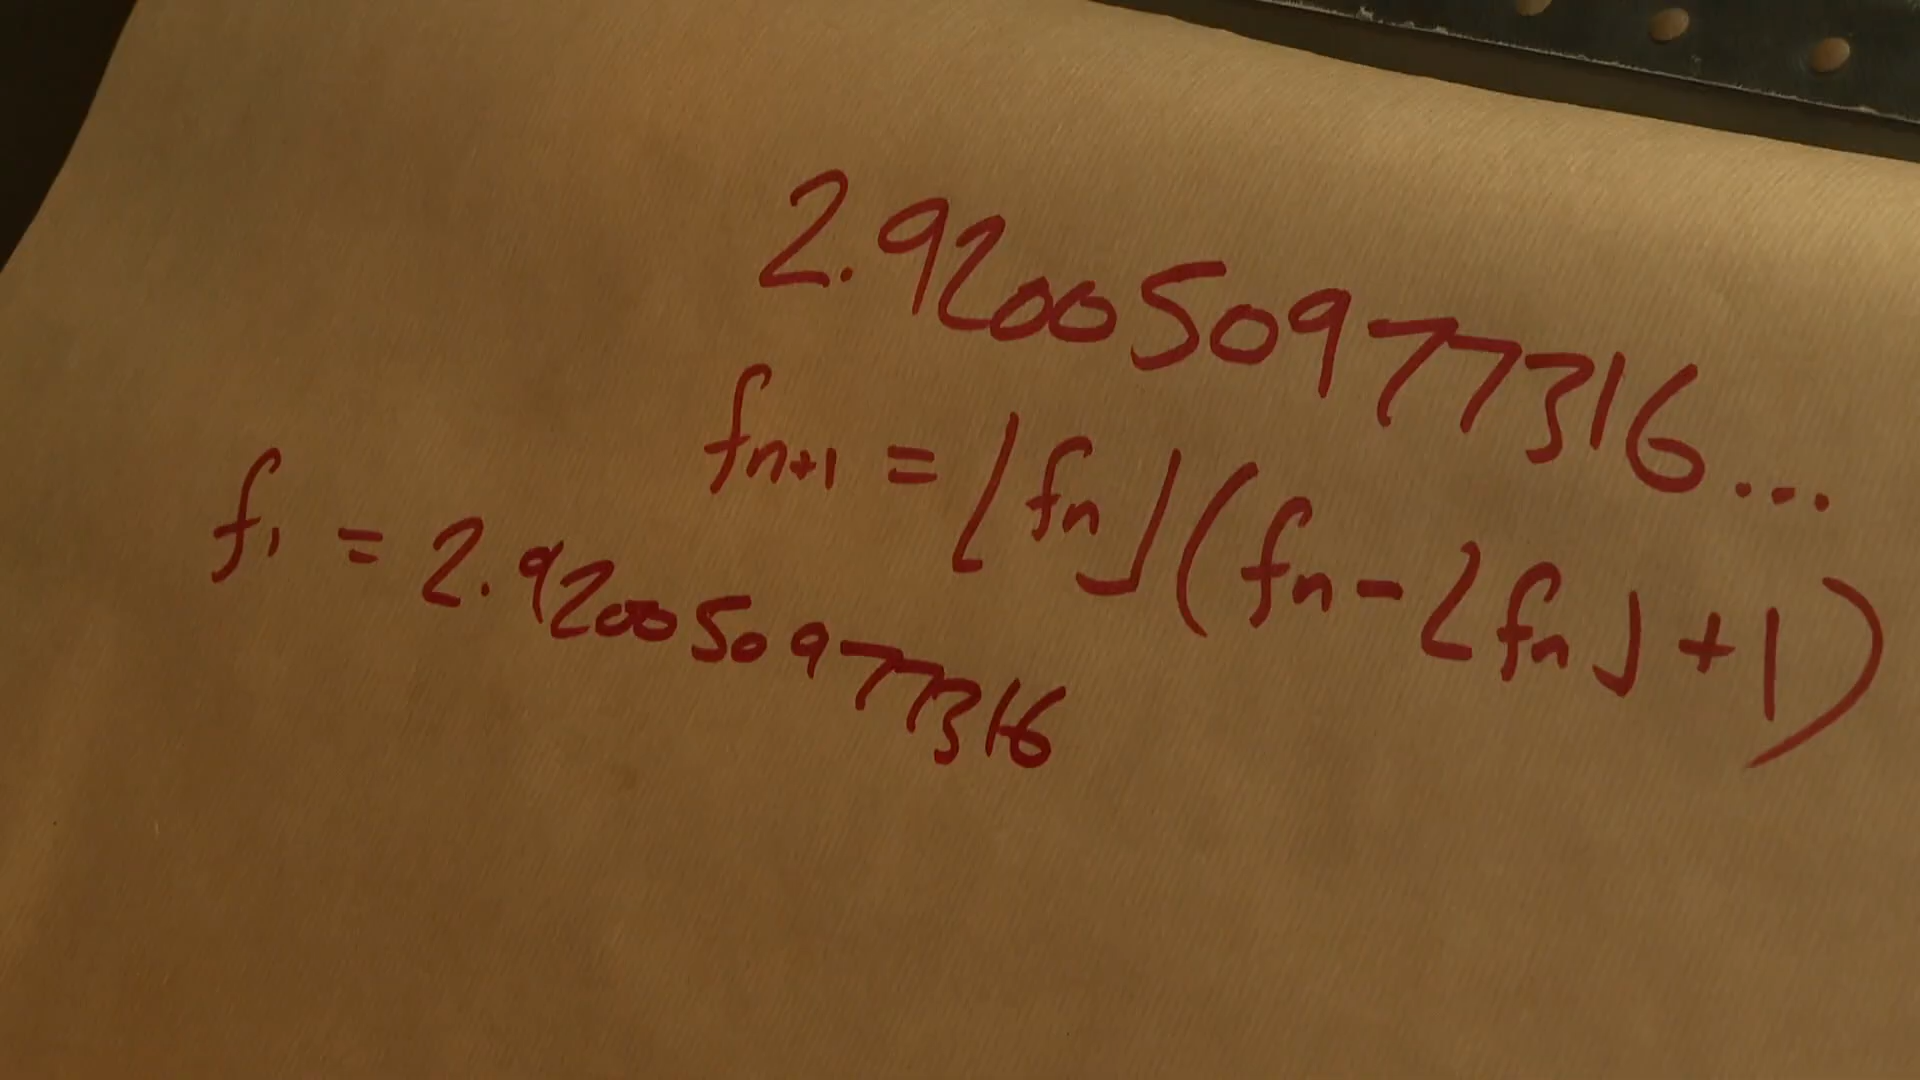 2.920050977316...
fn+1 = ⌊fn⌋(fn-⌊fn⌋+1)
f1 = 2.920050977316